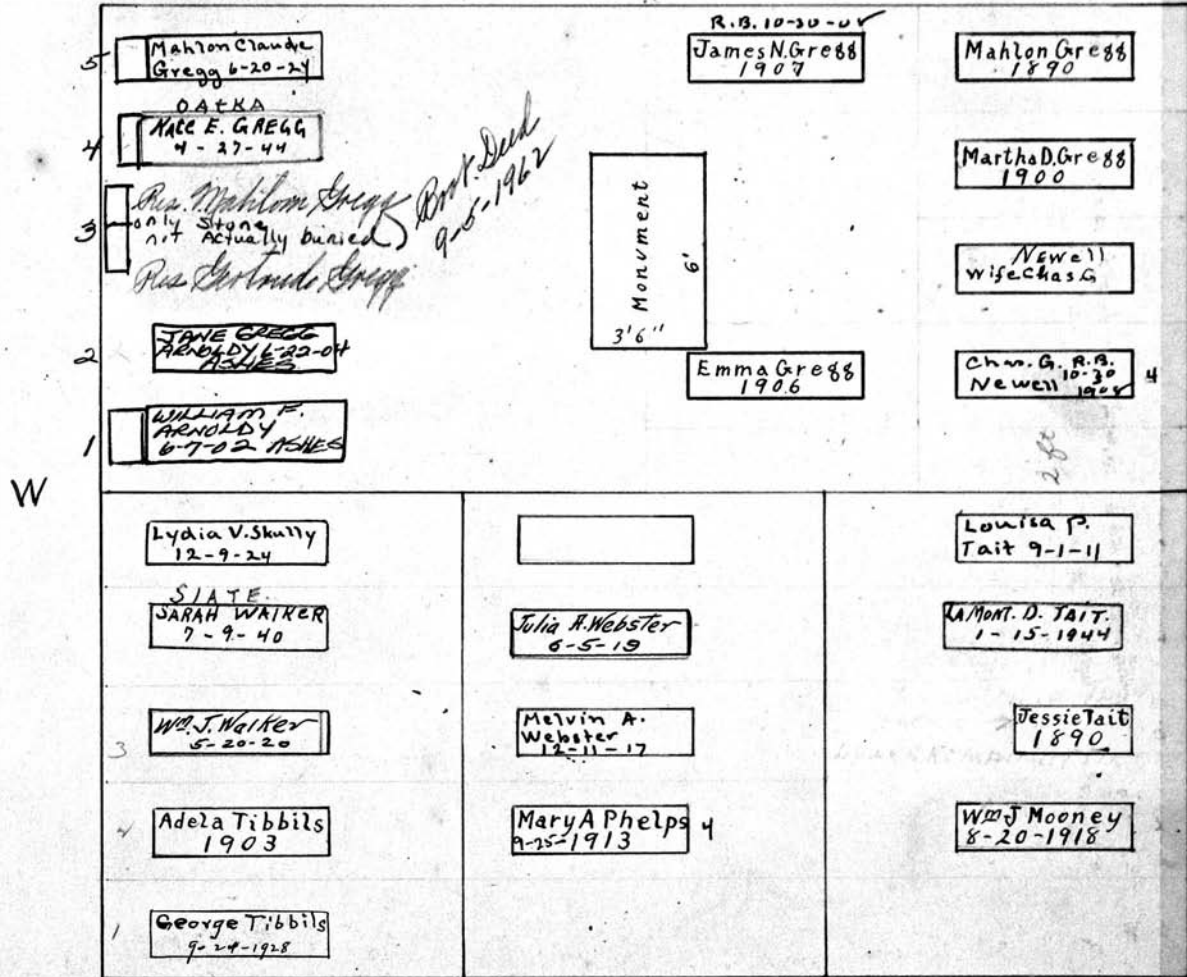 R.B. 10-30-0
5
Mahlon Claude
Gregg 6-20-24
James N. Gregg
1907
Mahlon Gregg
1890
OATKA
4
E. GREGG
4-27-44
Martha D. Gregg
1900
Res. Mahlon Gregg
3
only Stone
not Actually buried)
Res Gertrude Gregg
Deed
1962
Monument
6'
3'6"
Newell
Wife Chas G
2
JANE GREGG
ARNOLDY 6-22-04
ASHES
Emma Gregg
1906
Chas. G. R.B.
10-30
Newell 1908
4
1
WILLIAM F.
ARNOLDY
6-7-02 ASHES
2 ft
W
Lydia V. Skully
12-9-24
Louisa P.
Tait 9-1-11
SLATE
SARAH WALKER
7-9-40
Julia A. Webster
6-5-19
LAMONT. D. TAIT.
1-15-1944
3
Wm. J. Walker
5-20-20
Melvin A.
Webster
12-11-17
Jessie Tait
1890
Adela Tibbils
1903
Mary A Phelps
9-25-1913
4
Wm J Mooney
8-20-1918
1
George Tibbils
9-24-1928